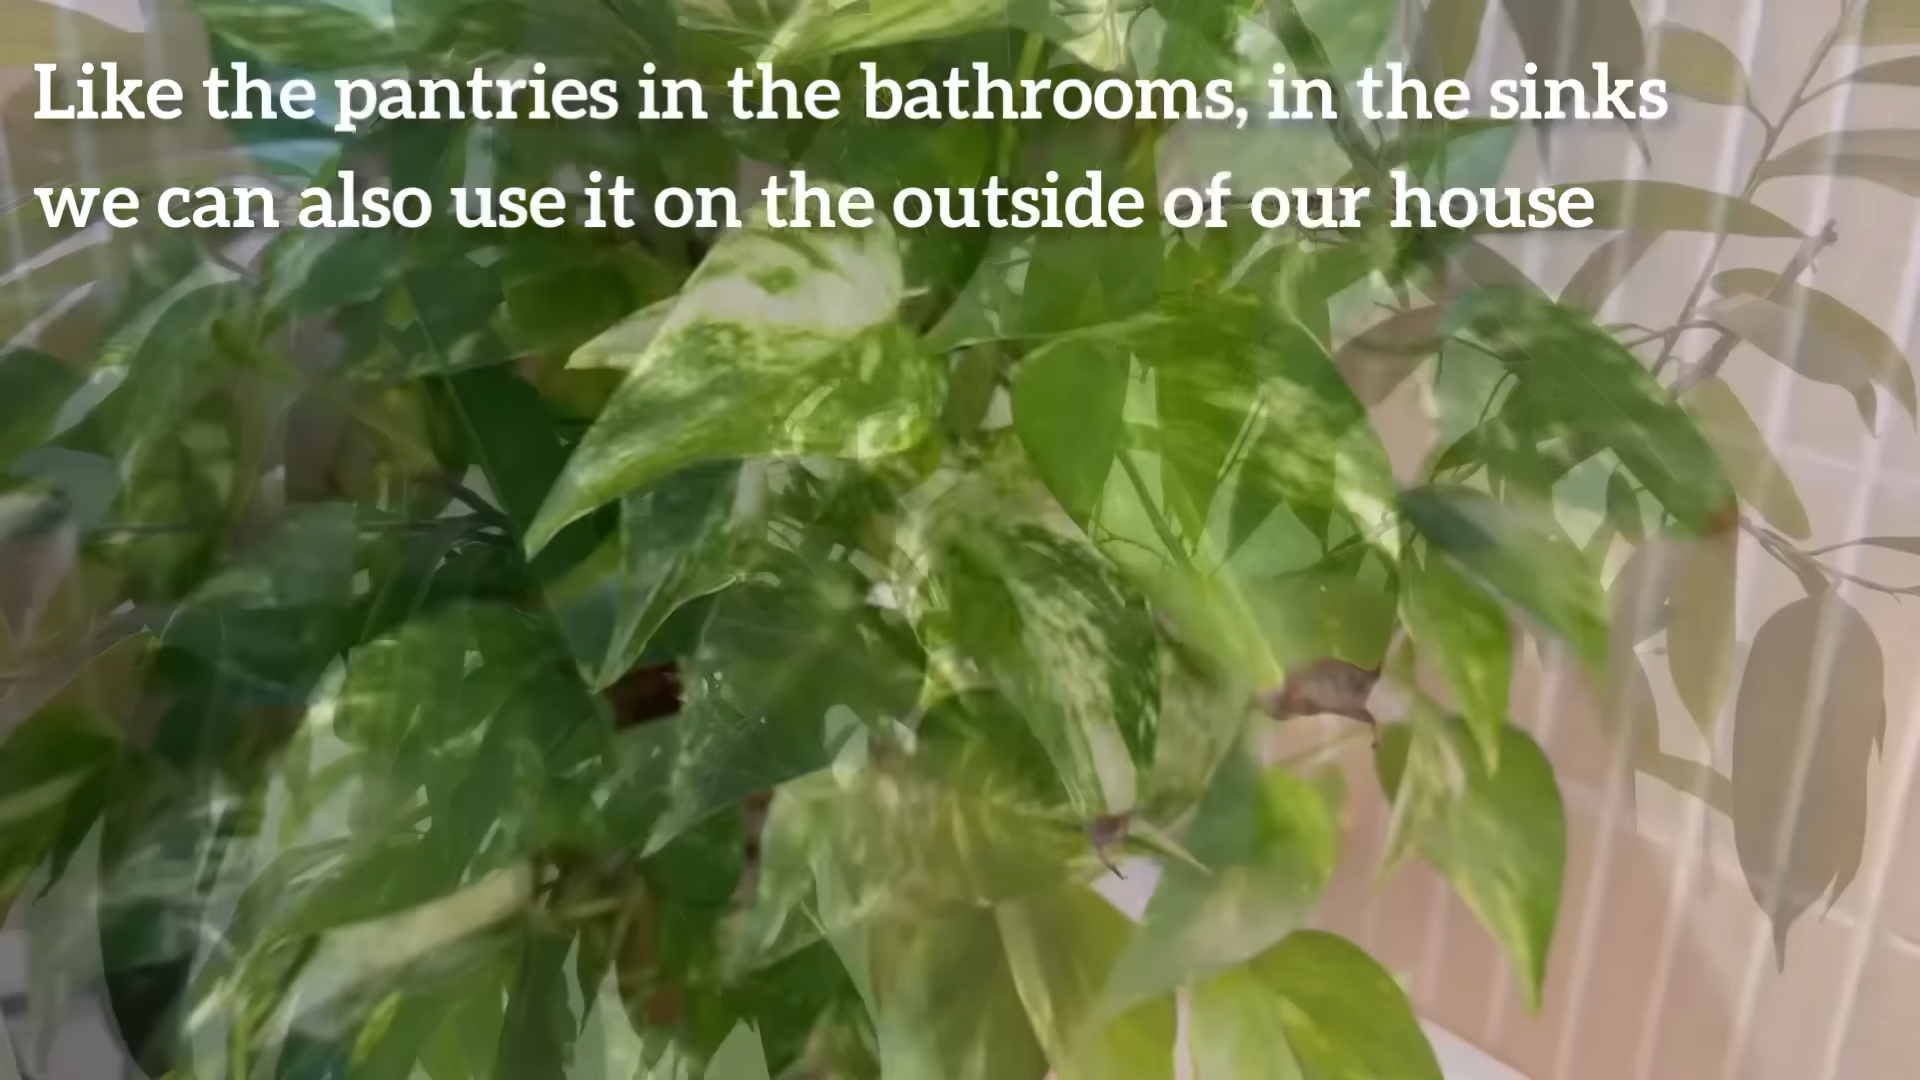 Like the pantries in the bathrooms, in the sinks
we can also use it on the outside of our house